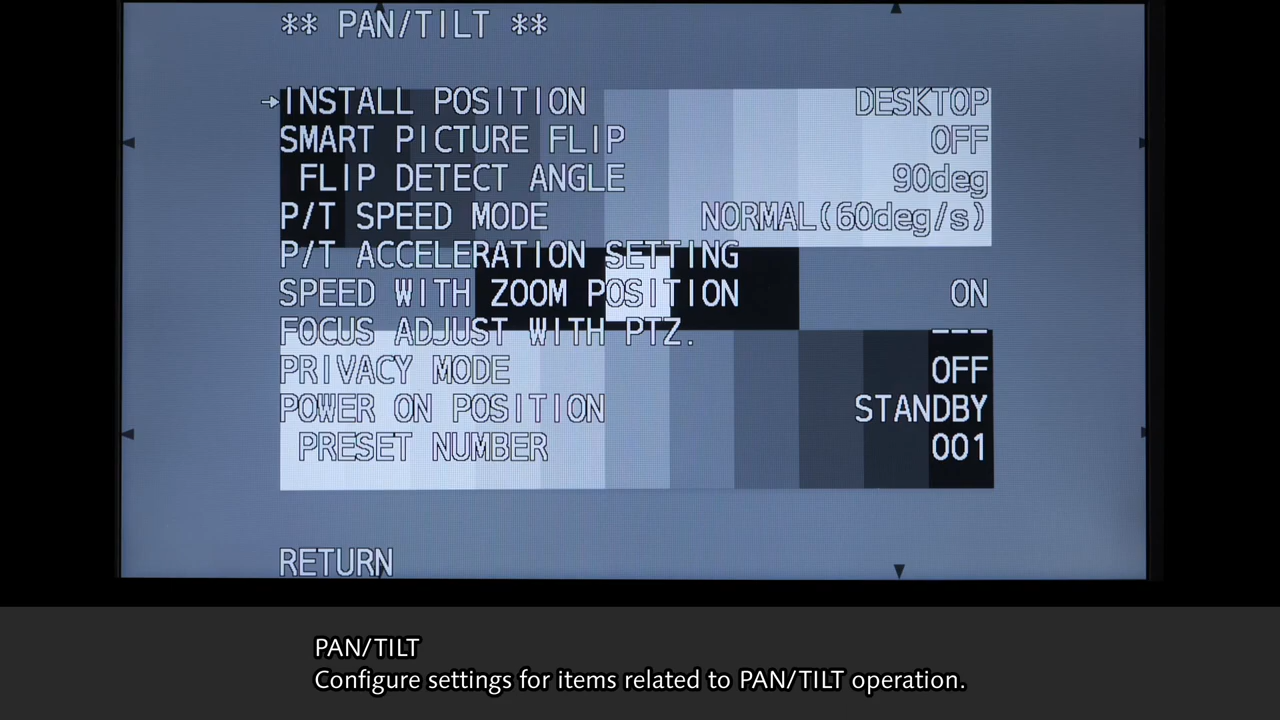 ** PAN/TILT **
→INSTALL POSITION DESKTOP
SMART PICTURE FLIP OFF
FLIP DETECT ANGLE 90deg
P/T SPEED MODE NORMAL(60deg/s)
P/T ACCELERATION SETTING
SPEED WITH ZOOM POSITION ON
FOCUS ADJUST WITH PTZ. ---
PRIVACY MODE OFF
POWER ON POSITION STANDBY
PRESET NUMBER 001
RETURN
PAN/TILT
Configure settings for items related to PAN/TILT operation.